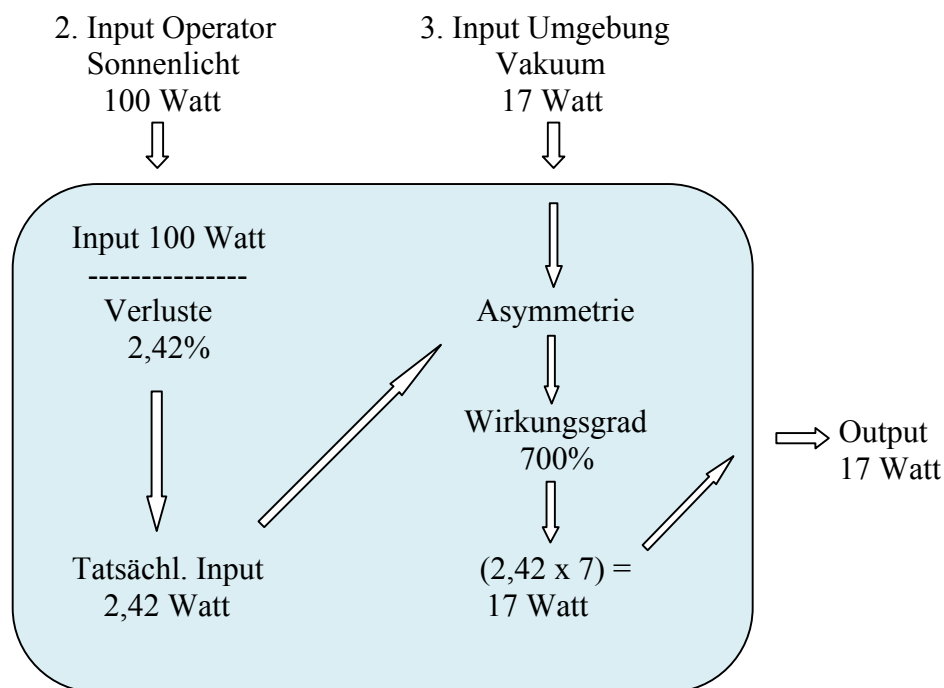 2. Input Operator
Sonnenlicht
100 Watt
3. Input Umgebung
Vakuum
17 Watt
Input 100 Watt
---------------
Verluste
2,42%
Tatsächl. Input
2,42 Watt
Asymmetrie
Wirkungsgrad
700%
(2,42 x 7) =
17 Watt
Output
17 Watt